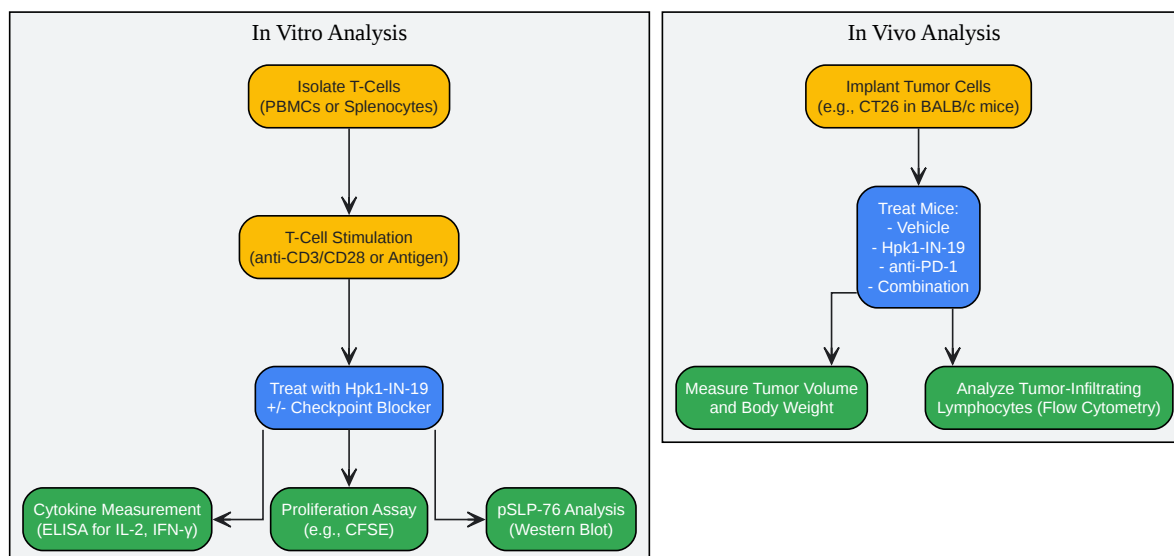 In Vitro Analysis
Isolate T-Cells
(PBMCs or Splenocytes)
T-Cell Stimulation
(anti-CD3/CD28 or Antigen)
Treat with Hpk1-IN-19
+/- Checkpoint Blocker
Cytokine Measurement
(ELISA for IL-2, IFN-γ)
Proliferation Assay
(e.g., CFSE)
pSLP-76 Analysis
(Western Blot)
In Vivo Analysis
Implant Tumor Cells
(e.g., CT26 in BALB/c mice)
Treat Mice:
- Vehicle
- Hpk1-IN-19
- anti-PD-1
- Combination
Measure Tumor Volume
and Body Weight
Analyze Tumor-Infiltrating
Lymphocytes (Flow Cytometry)